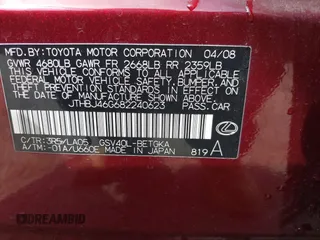 MFD.BY:TOYOTA MOTOR CORPORATION 04/08
GVWR 4680LB GAWR FR 2668LB RR 2359LB
THIS VEHICLE CONFORMS TO ALL APPLICABLE
FEDERAL MOTOR VEHICLE SAFETY, BUMPER, AND
THEFT PREVENTION STANDARDS IN EFFECT ON
THE DATE OF MANUFACTURE SHOWN ABOVE.
JTHBJ46G682240623 PASS.CAR
C/TR:3R5/LA05 GSV40L-BETGKA
A/TM:-01A/U660E MADE IN JAPAN 819 A
DREAMBID